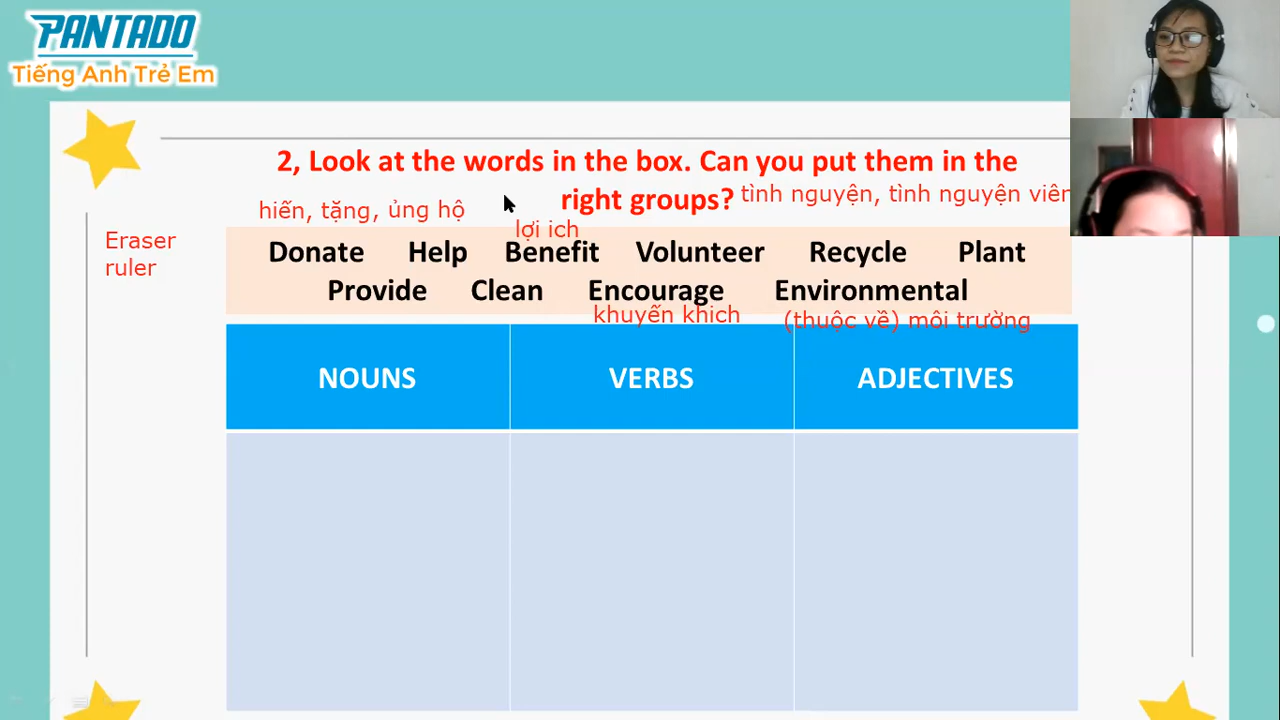 PANTADO
Tiếng Anh Trẻ Em
2, Look at the words in the box. Can you put them in the
right groups?
tình nguyện, tình nguyện viên
hiến, tặng, ủng hộ
lợi ich
Eraser
ruler
Donate Help Benefit Volunteer Recycle Plant
Provide Clean Encourage Environmental
khuyến khich
(thuộc về) môi trường
NOUNS VERBS ADJECTIVES